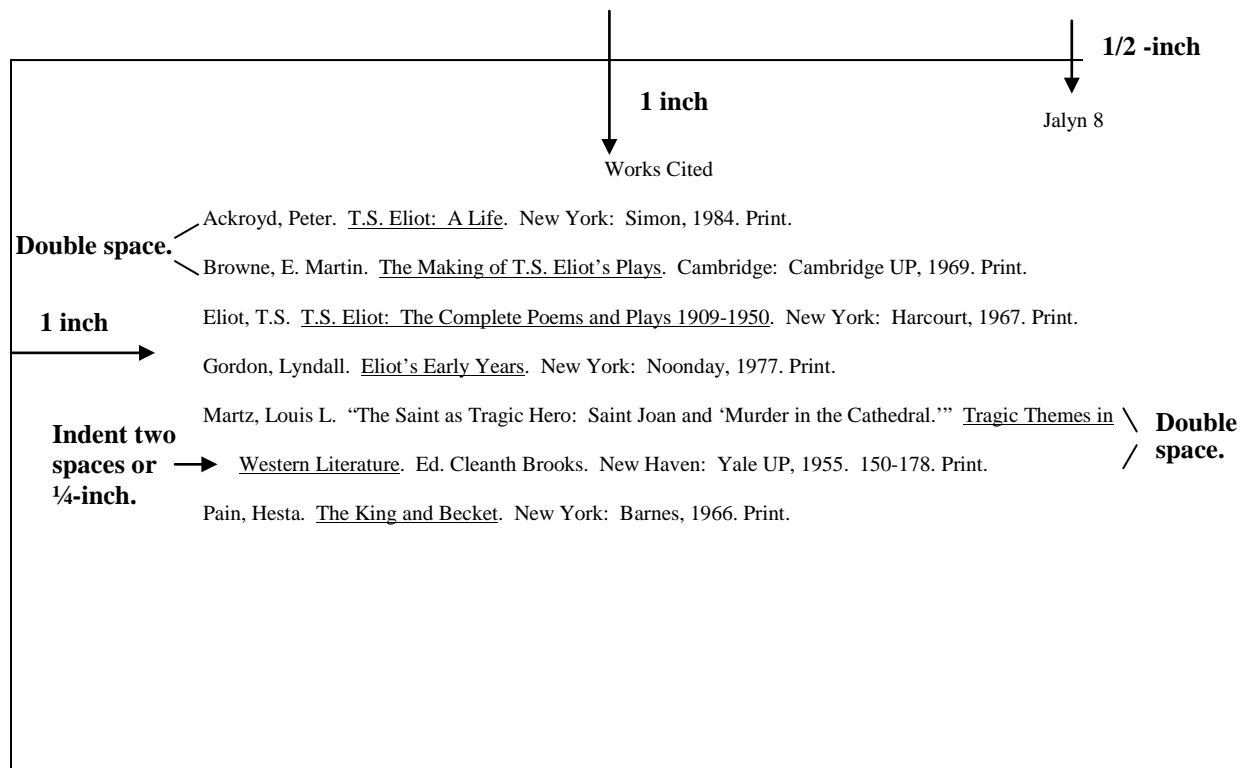 1/2 -inch
1 inch
Jalyn 8
Works Cited
Ackroyd, Peter. T.S. Eliot: A Life. New York: Simon, 1984. Print.
Double space.
Browne, E. Martin. The Making of T.S. Eliot’s Plays. Cambridge: Cambridge UP, 1969. Print.
Eliot, T.S. T.S. Eliot: The Complete Poems and Plays 1909-1950. New York: Harcourt, 1967. Print.
1 inch
Gordon, Lyndall. Eliot’s Early Years. New York: Noonday, 1977. Print.
Martz, Louis L. “The Saint as Tragic Hero: Saint Joan and ‘Murder in the Cathedral.’” Tragic Themes in
Western Literature. Ed. Cleanth Brooks. New Haven: Yale UP, 1955. 150-178. Print.
Double
space.
Indent two
spaces or
¼-inch.
Pain, Hesta. The King and Becket. New York: Barnes, 1966. Print.